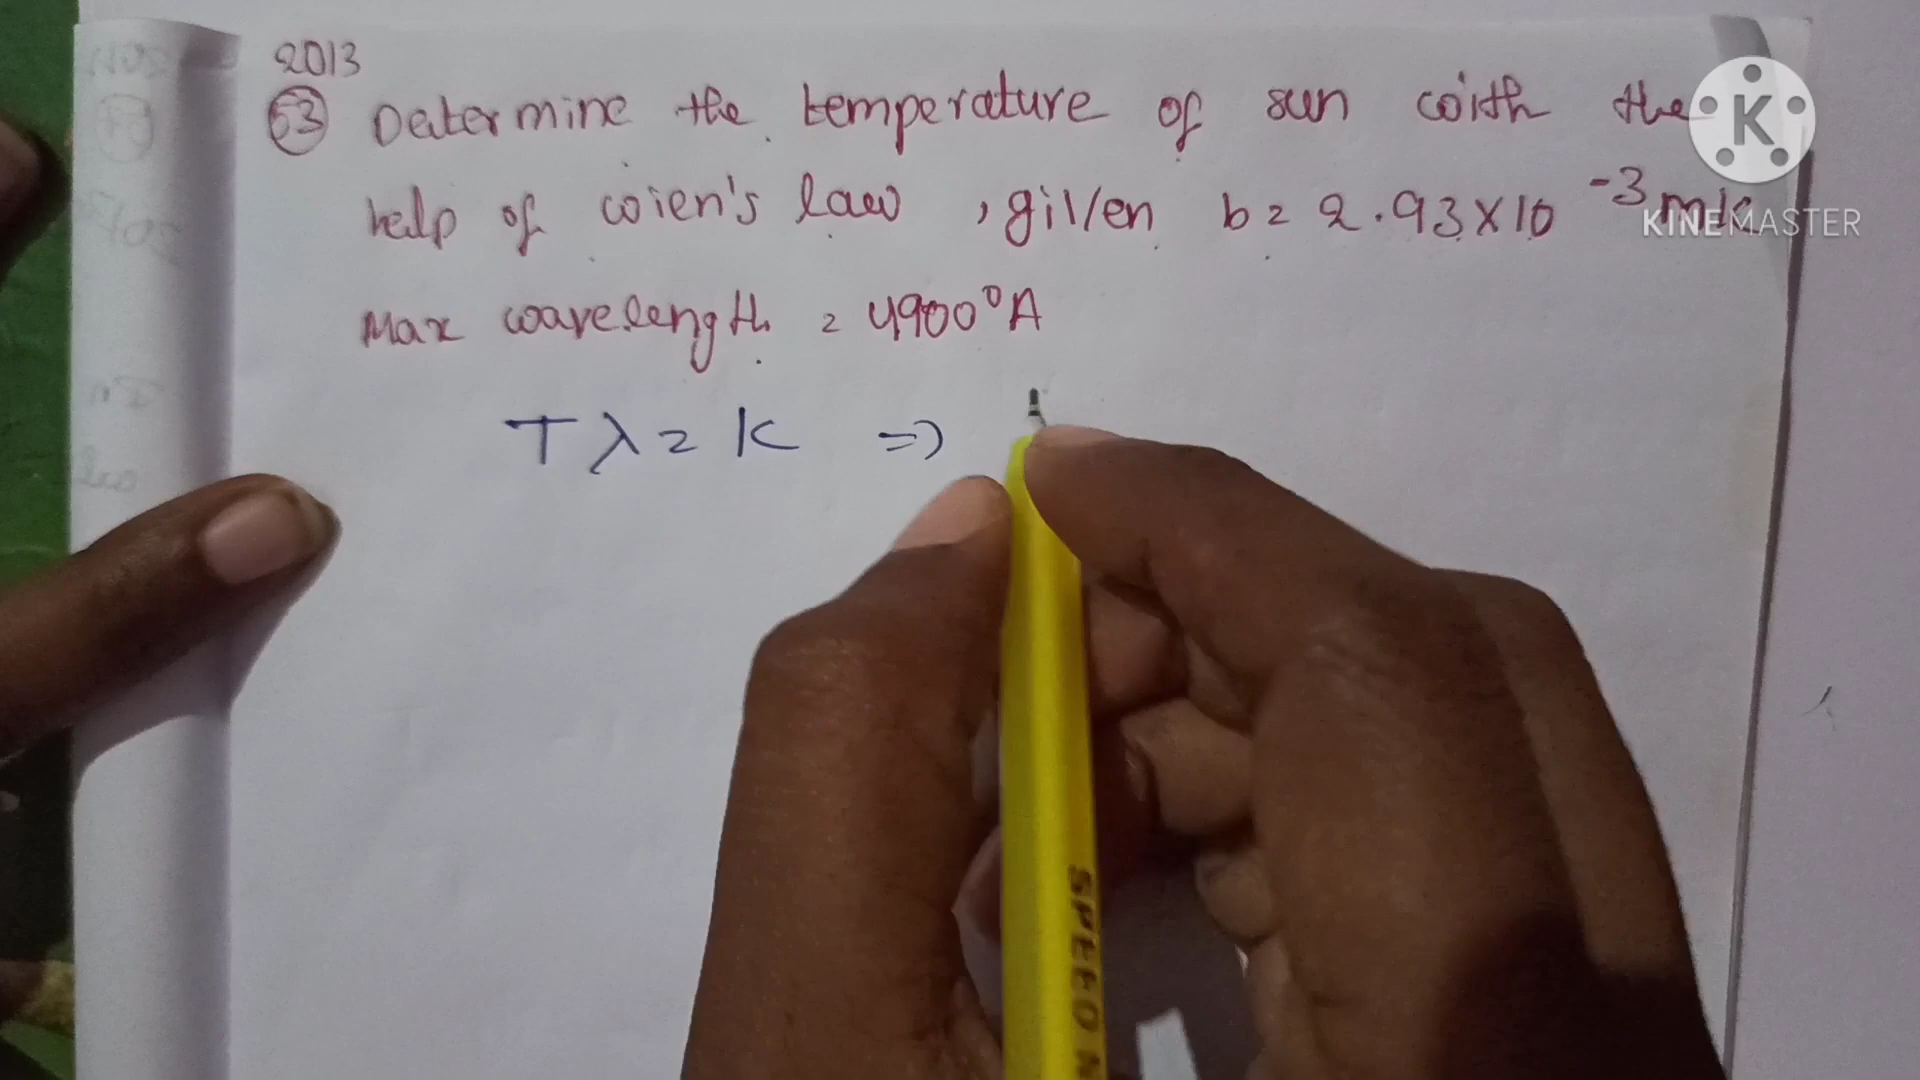 2013
53 Determine the temperature of sun with the
help of wien's law, given b = 2.93 × 10⁻³ mk
Max wavelength = 4900°A
Tλ = K ⇒
K
KINEMASTER
SPEED